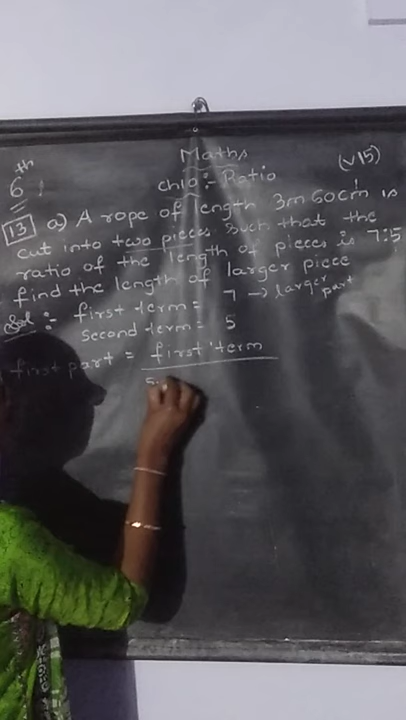 Maths
6th
(V15)
Ch10:- Ratio
13 a) A rope of length 3m 60cm is
cut into two pieces such that the
ratio of the length of pieces is 7:5
find the length of larger piece
Sol:- first term = 7 → larger part
Second term = 5
first part = first term